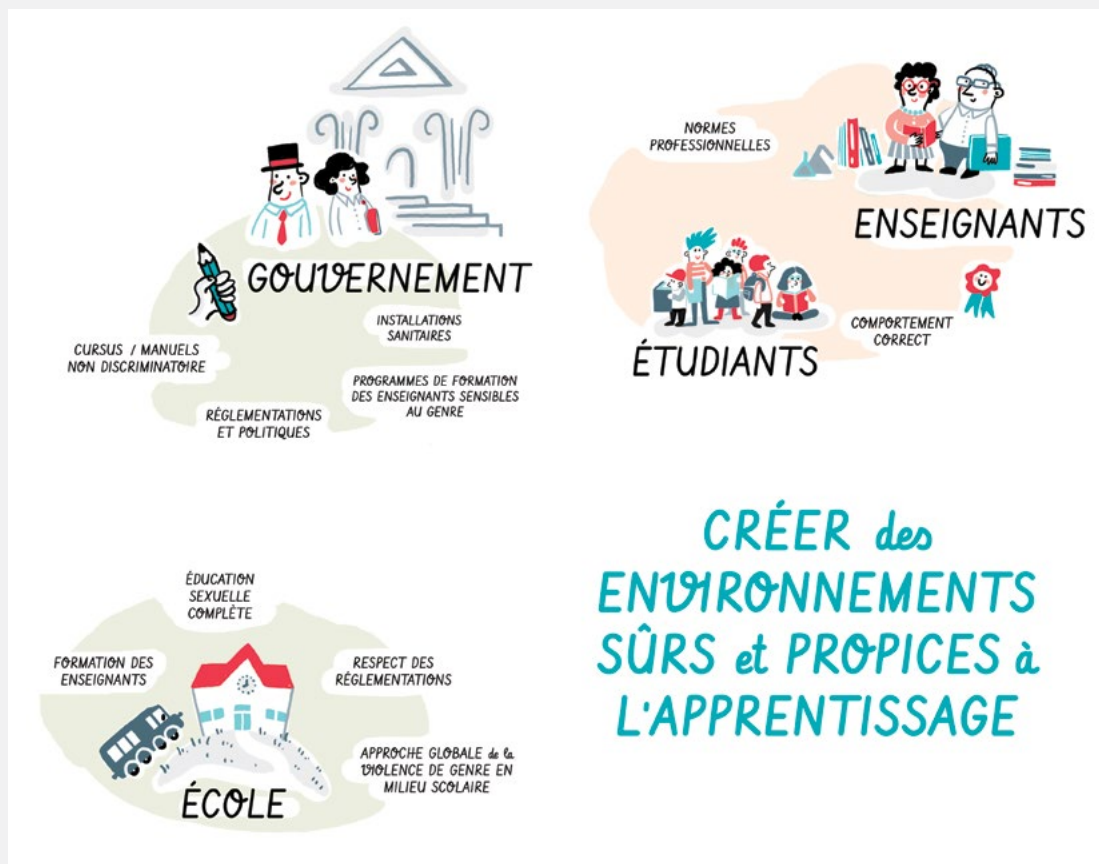 GOUVERNEMENT
INSTALLATIONS
SANITAIRES
CURSUS / MANUELS
NON DISCRIMINATOIRE
PROGRAMMES DE FORMATION
DES ENSEIGNANTS SENSIBLES
AU GENRE
RÉGLEMENTATIONS
ET POLITIQUES
NORMES
PROFESSIONNELLES
ENSEIGNANTS
ÉTUDIANTS
COMPORTEMENT
CORRECT
ÉDUCATION
SEXUELLE
COMPLÈTE
FORMATION DES
ENSEIGNANTS
RESPECT DES
RÉGLEMENTATIONS
APPROCHE GLOBALE de la
VIOLENCE DE GENRE EN
MILIEU SCOLAIRE
ÉCOLE
CRÉER des
ENVIRONNEMENTS
SÛRS et PROPICES à
L'APPRENTISSAGE